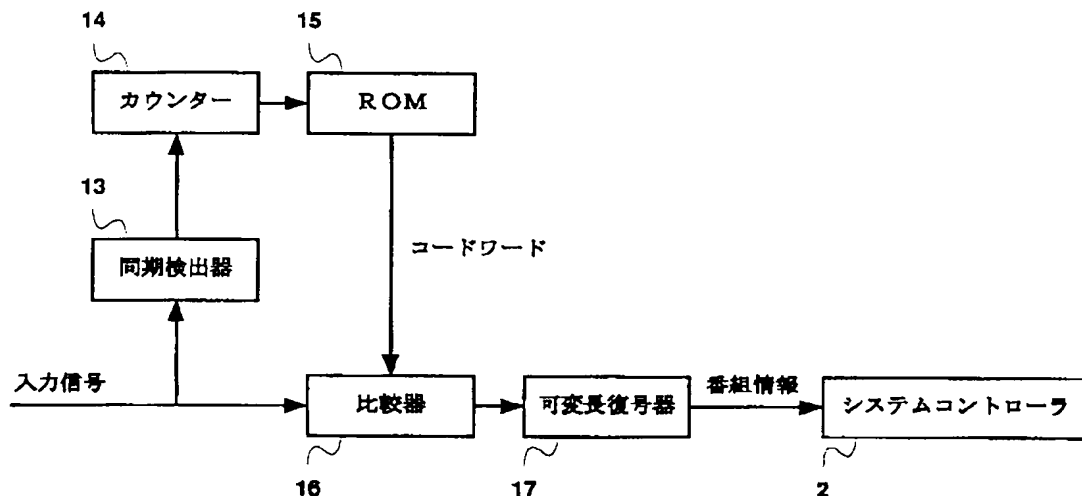 14
15
カウンター
ROM
13
同期検出器
コードワード
入力信号
比較器
可変長復号器
番組情報
システムコントローラ
16
17
2